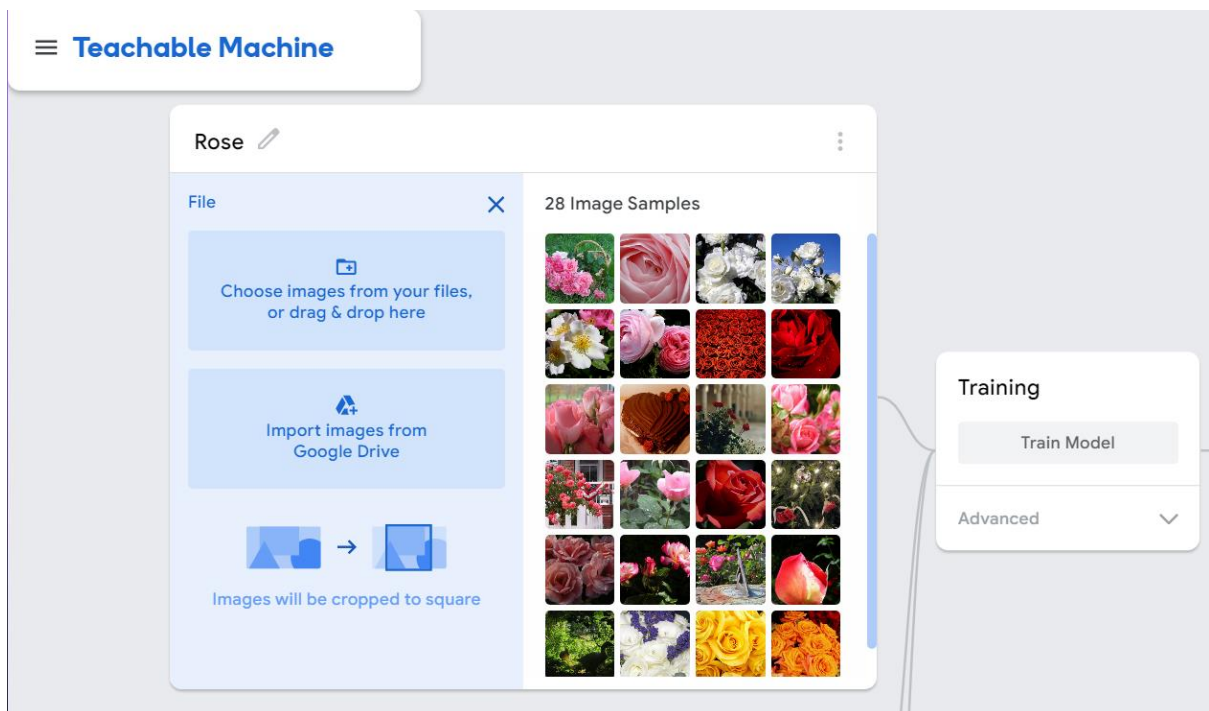 Teachable Machine
Rose
File
Choose images from your files,
or drag & drop here
Import images from
Google Drive
Images will be cropped to square
28 Image Samples
Training
Train Model
Advanced